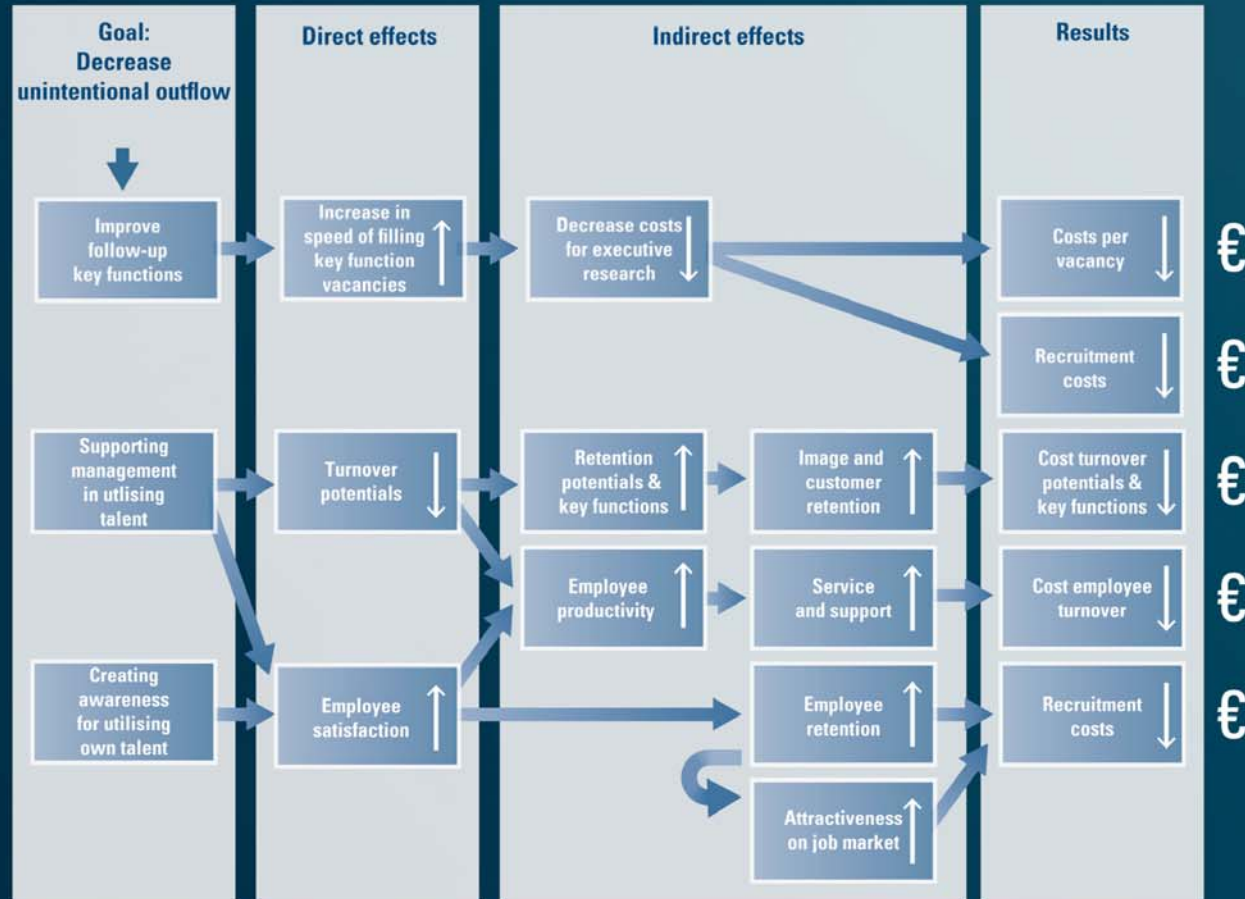 Goal:
Decrease
unintentional outflow
Direct effects
Indirect effects
Results
Improve
follow-up
key functions
Increase in
speed of filling
key function
vacancies
Decrease costs
for executive
research
Costs per
vacancy
€
Recruitment
costs
€
Supporting
management
in utlising
talent
Turnover
potentials
Retention
potentials &
key functions
Image and
customer
retention
Cost turnover
potentials &
key functions
€
Employee
productivity
Service
and support
Cost employee
turnover
€
Creating
awareness
for utilising
own talent
Employee
satisfaction
Employee
retention
Recruitment
costs
€
Attractiveness
on job market